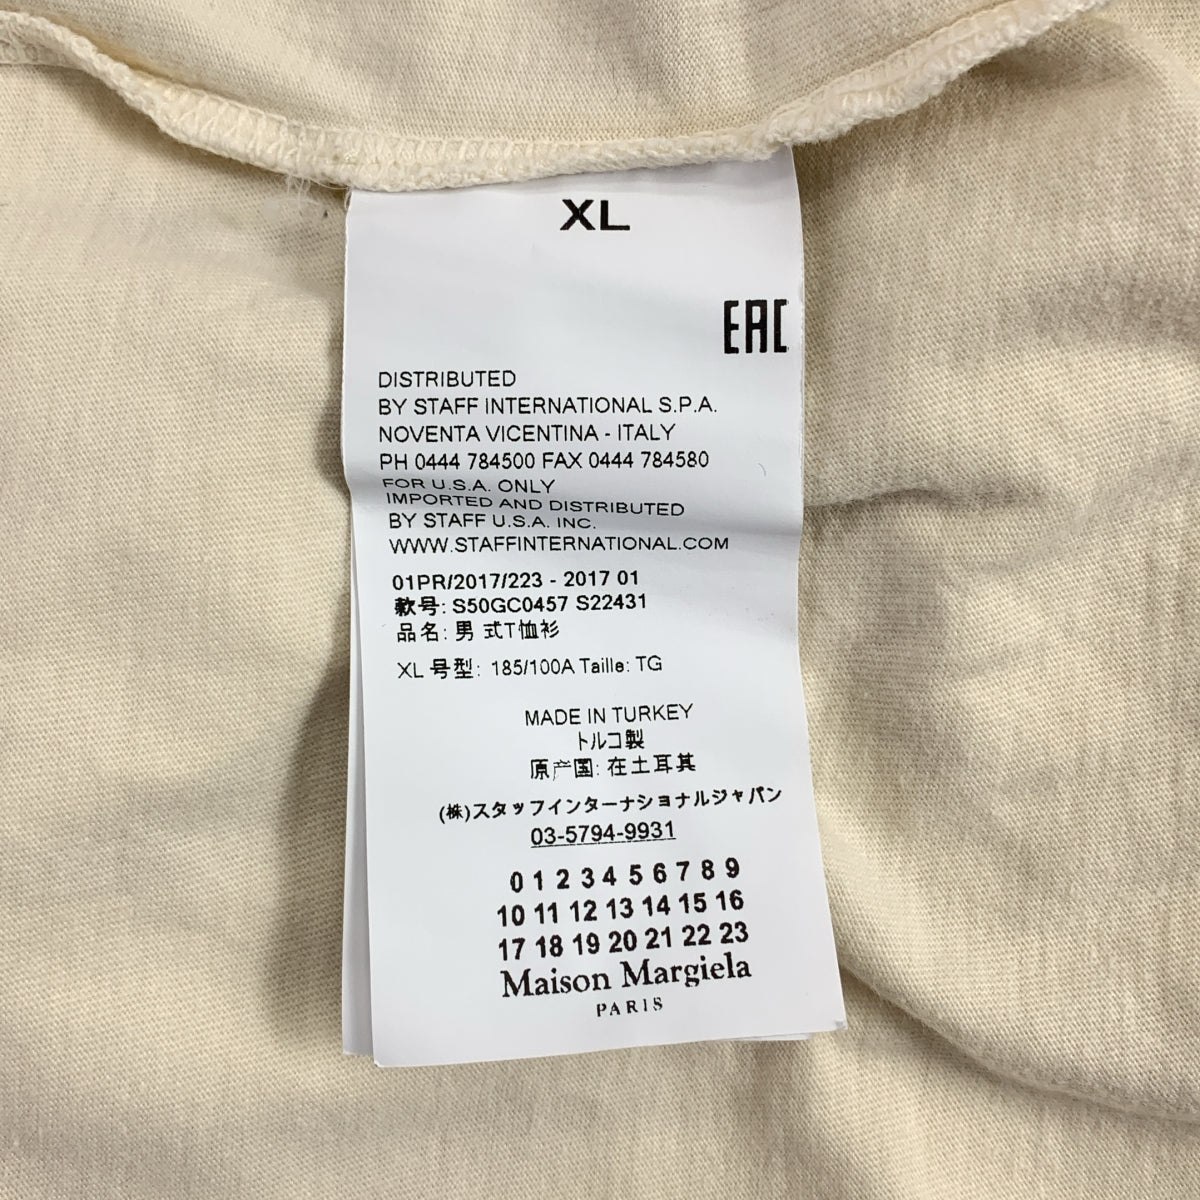 XL
EAC
DISTRIBUTED
BY STAFF INTERNATIONAL S.P.A.
NOVENTA VICENTINA - ITALY
PH 0444 784500 FAX 0444 784580
FOR U.S.A. ONLY
IMPORTED AND DISTRIBUTED
BY STAFF U.S.A. INC.
WWW.STAFFINTERNATIONAL.COM
01PR/2017/223 - 2017 01
款号: S50GC0457 S22431
品名: 男 式T恤衫
XL 号型: 185/100A Taille: TG
MADE IN TURKEY
トルコ製
原产国: 在土耳其
(株)スタッフインターナショナルジャパン
03-5794-9931
0 1 2 3 4 5 6 7 8 9
10 11 12 13 14 15 16
17 18 19 20 21 22 23
Maison Margiela
PARIS